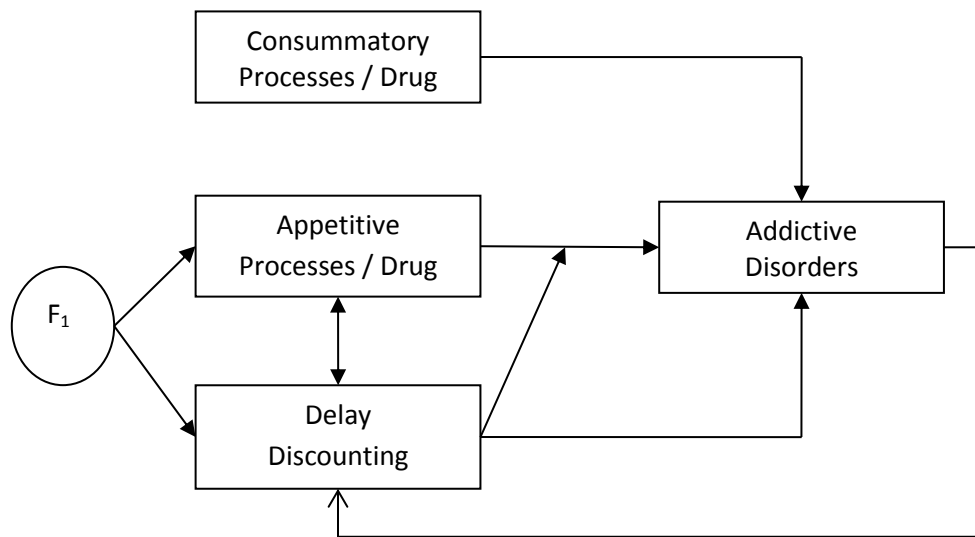 Consummatory
Processes / Drug
Appetitive
Processes / Drug
Addictive
Disorders
F₁
Delay
Discounting